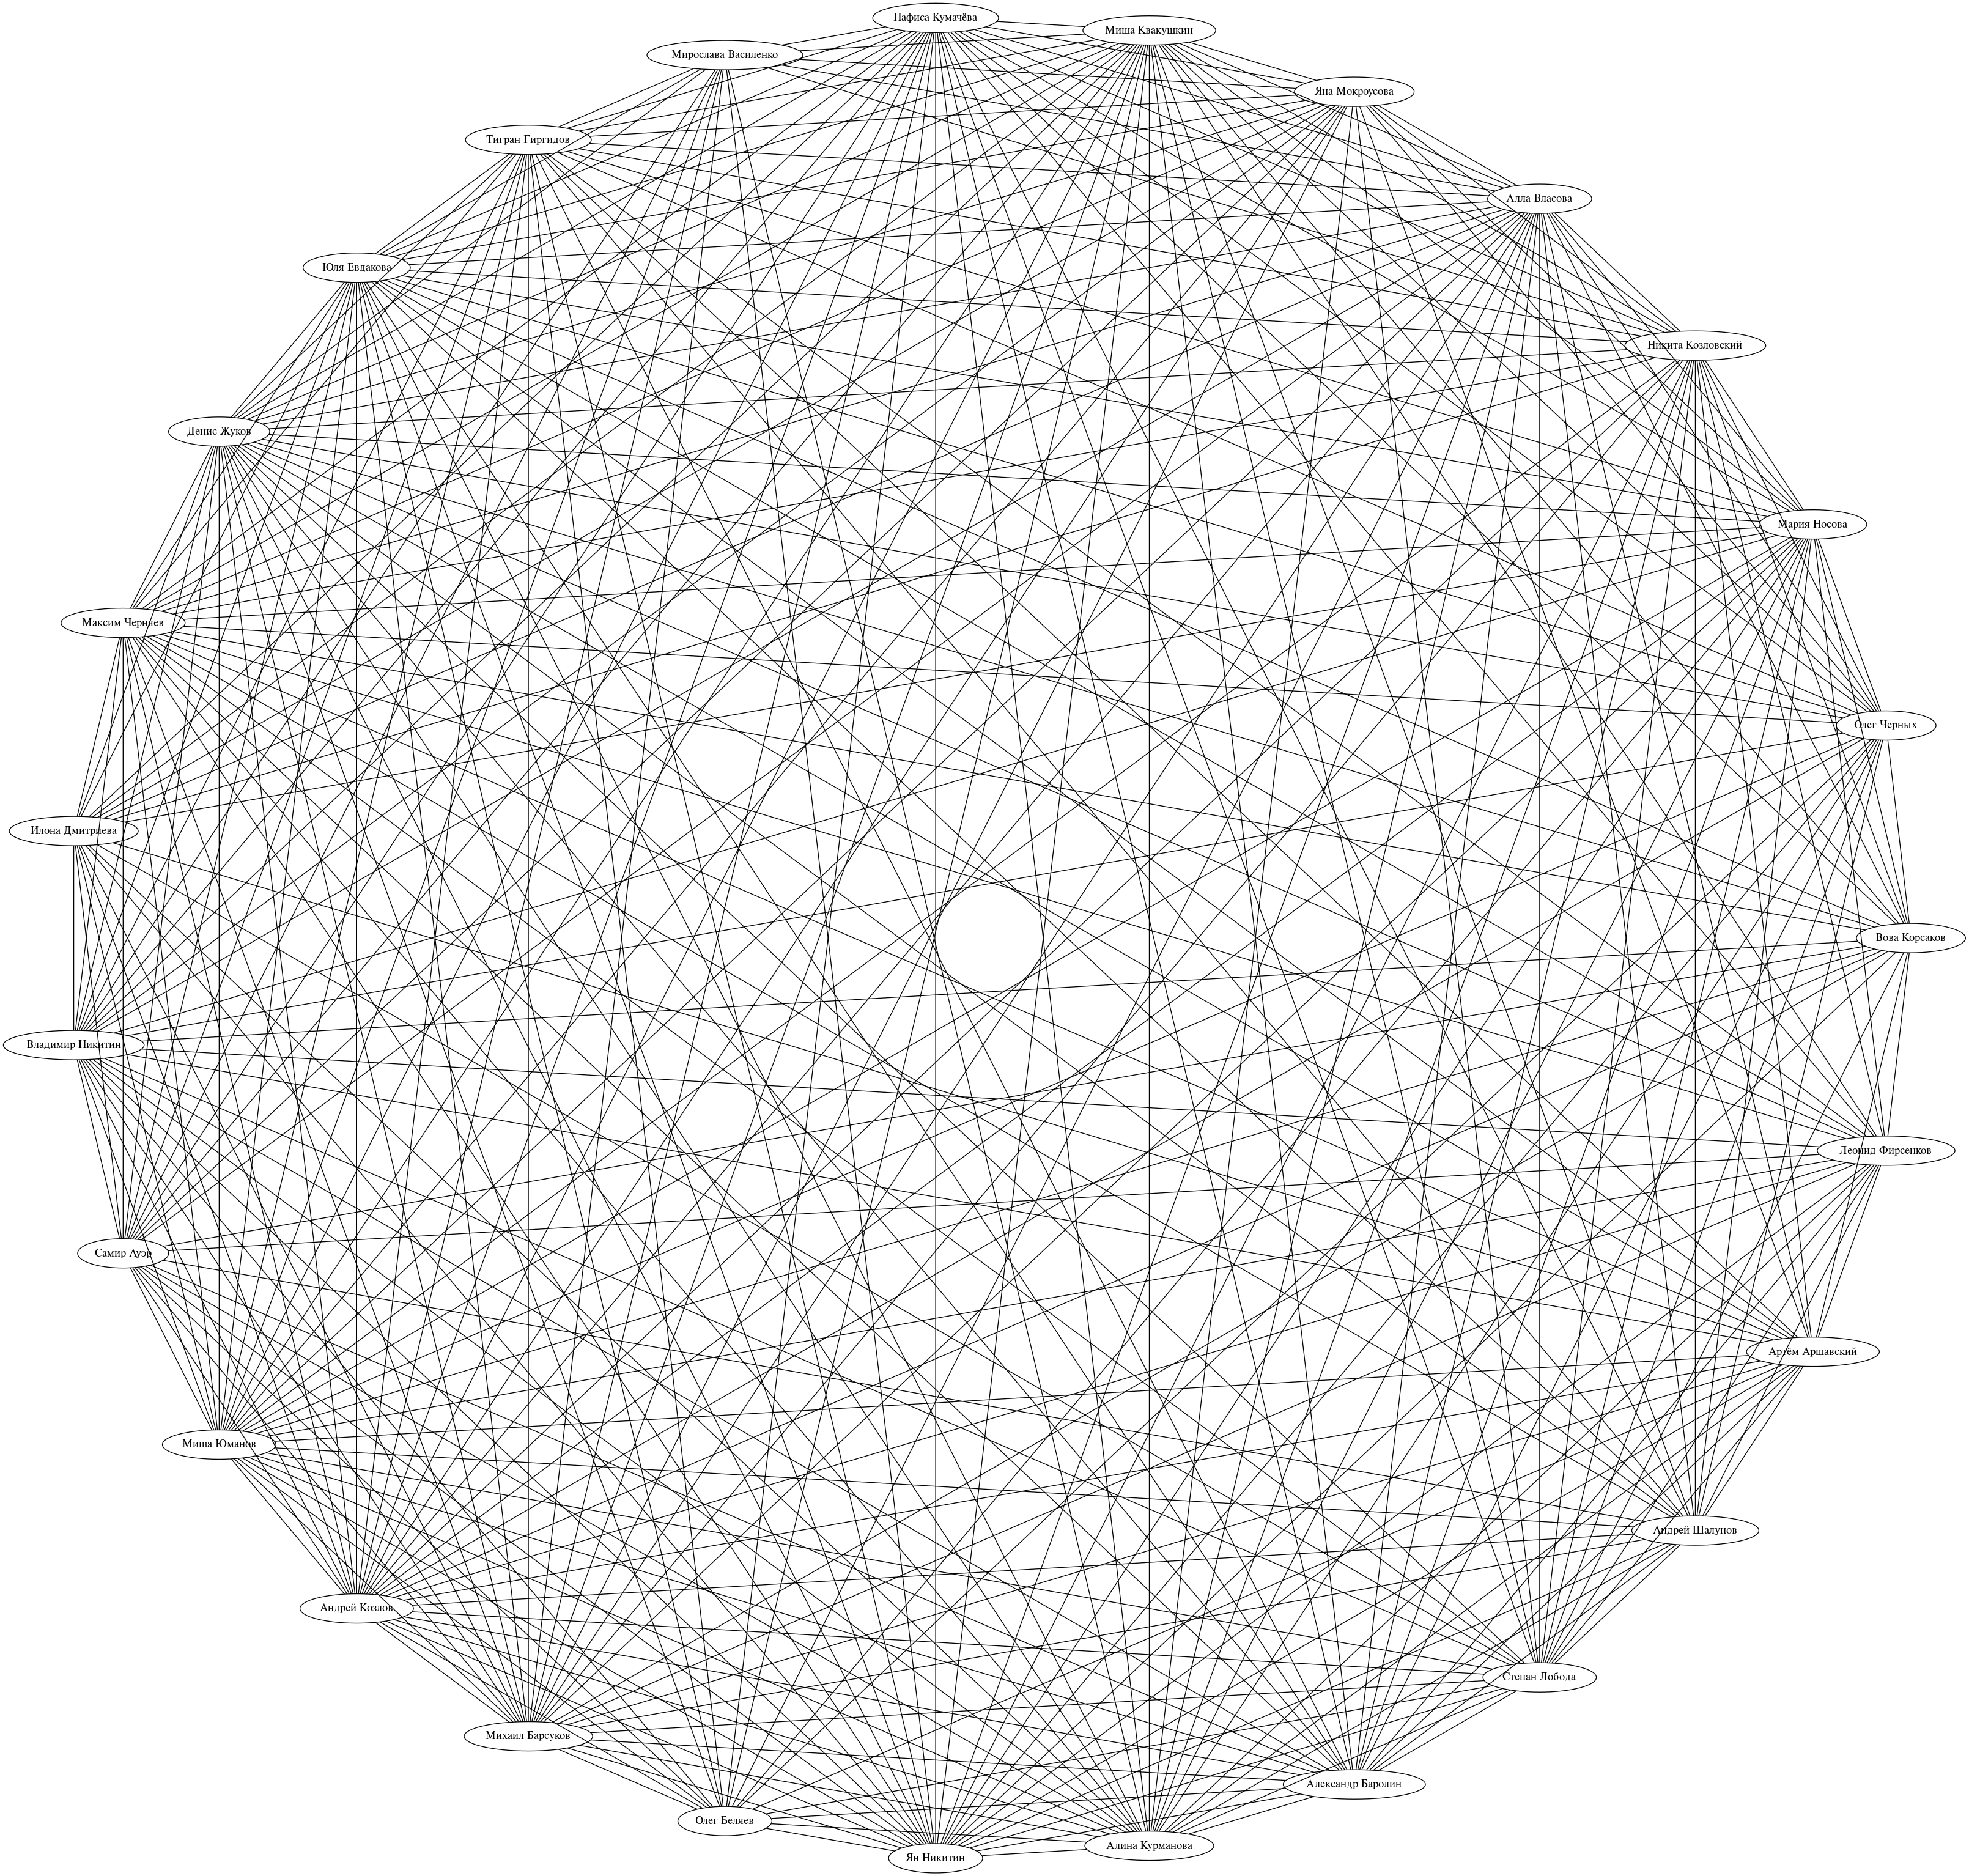 Нафиса Кумачёва
Миша Квакушкин
Мирослава Василенко
Яна Мокроусова
Тигран Гиргидов
Алла Власова
Юля Евдакова
Никита Козловский
Денис Жуков
Мария Носова
Максим Черняев
Олег Черных
Илона Дмитриева
Вова Корсаков
Владимир Никитин
Леонид Фирсенков
Самир Ауэр
Артём Аршавский
Миша Юманов
Андрей Шалунов
Андрей Козлов
Степан Лобода
Михаил Барсуков
Александр Баролин
Олег Беляев
Алина Курманова
Ян Никитин